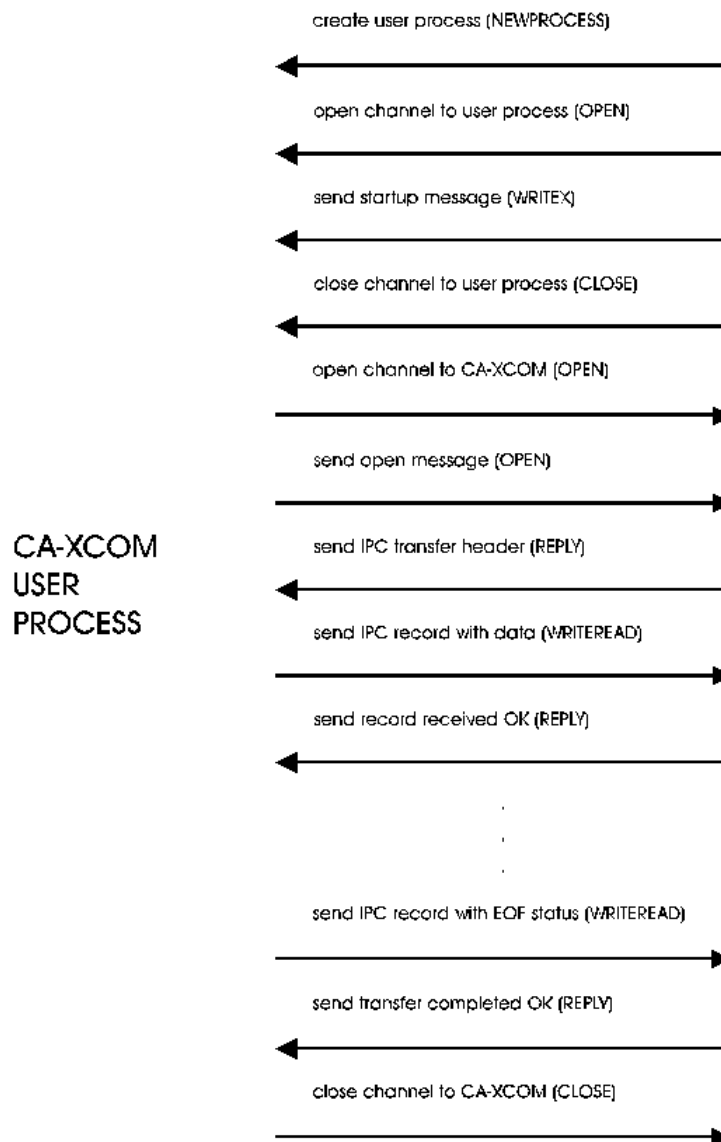 create user process (NEWPROCESS)
open channel to user process (OPEN)
send startup message (WRITEX)
close channel to user process (CLOSE)
open channel to CA-XCOM (OPEN)
send open message (OPEN)
CA-XCOM
USER
PROCESS
send IPC transfer header (REPLY)
send IPC record with data (WRITEREAD)
send record received OK (REPLY)
send IPC record with EOF status (WRITEREAD)
send transfer completed OK (REPLY)
close channel to CA-XCOM (CLOSE)